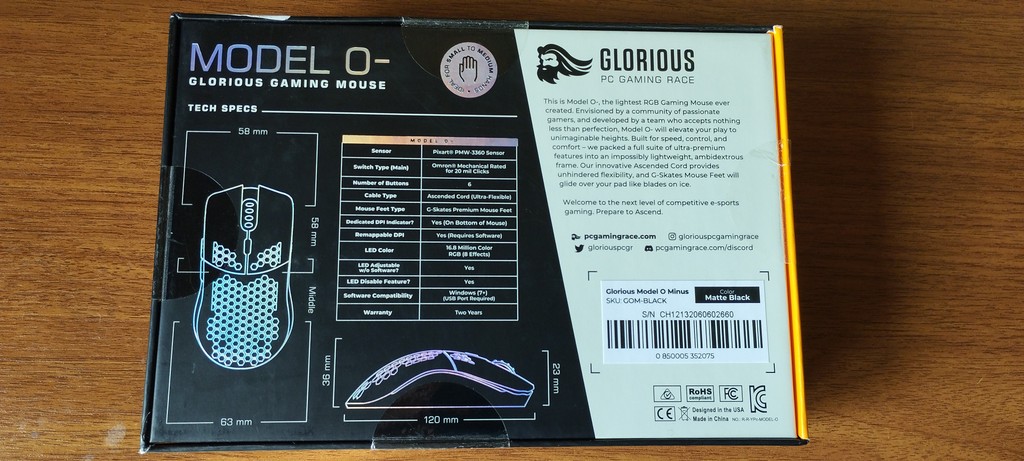 MODEL O-
GLORIOUS GAMING MOUSE
IDEAL FOR SMALL TO MEDIUM HANDS
TECH SPECS
58 mm
58 mm
Middle
63 mm
MODEL O-
Sensor Pixart® PMW-3360 Sensor
Switch Type (Main) Omron® Mechanical Rated
for 20 mil Clicks
Number of Buttons 6
Cable Type Ascended Cord (Ultra-Flexible)
Mouse Feet Type G-Skates Premium Mouse Feet
Dedicated DPI Indicator? Yes (On Bottom of Mouse)
Remappable DPI Yes (Requires Software)
LED Color 16.8 Million Color
RGB (8 Effects)
LED Adjustable
w/o Software? Yes
LED Disable Feature? Yes
Software Compatibility Windows (7+)
(USB Port Required)
Warranty Two Years
36 mm
23 mm
120 mm
GLORIOUS
PC GAMING RACE
This is Model O-, the lightest RGB Gaming Mouse ever
created. Envisioned by a community of passionate
gamers, and developed by a team who accepts nothing
less than perfection, Model O- will elevate your play to
unimaginable heights. Built for speed, control, and
comfort – we packed a full suite of ultra-premium
features into an impossibly lightweight, ambidextrous
frame. Our innovative Ascended Cord provides
unhindered flexibility, and G-Skates Mouse Feet will
glide over your pad like blades on ice.
Welcome to the next level of competitive e-sports
gaming. Prepare to Ascend.
pcgamingrace.com gloriouspcgamingrace
gloriouspcgr pcgamingrace.com/discord
Glorious Model O Minus
SKU: GOM-BLACK
Color
Matte Black
S/N CH12132060602660
0 850005 352075
RoHS
compliant
FC
CE
Designed in the USA
Made in China